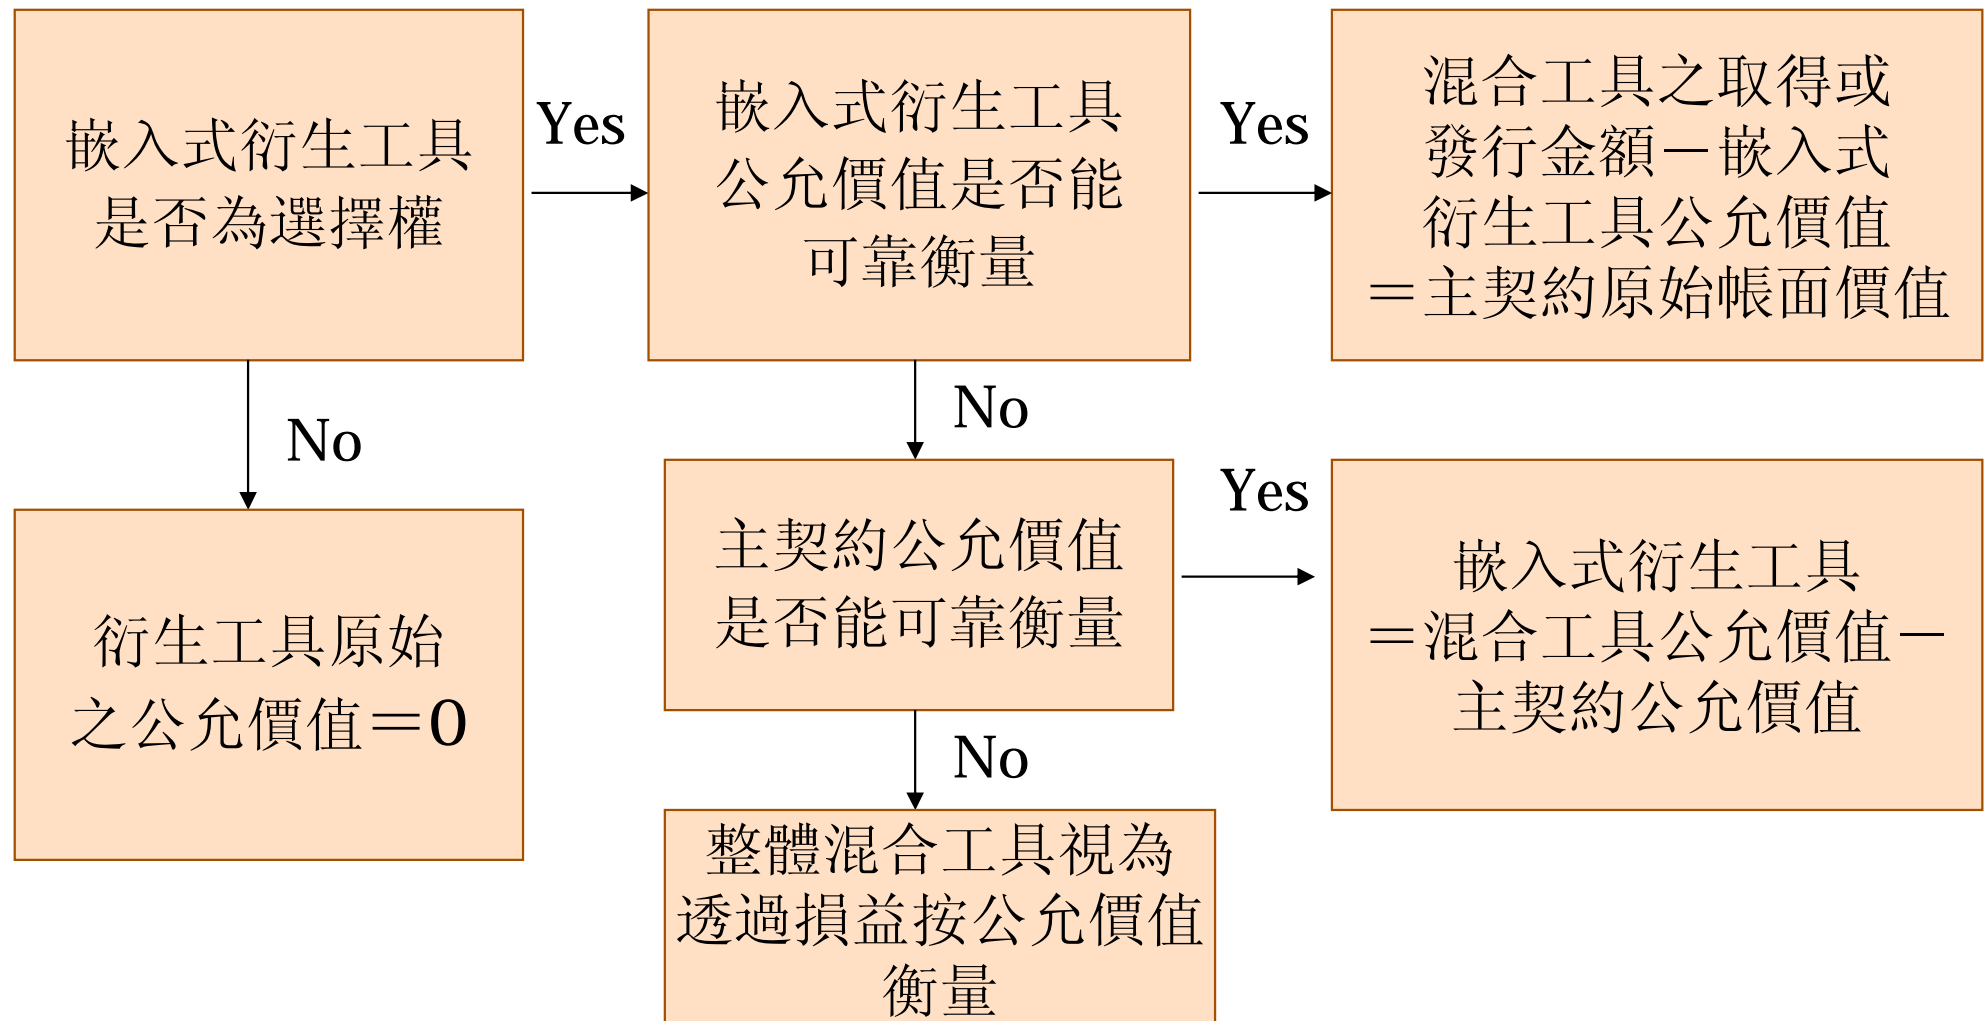 嵌入式衍生工具
是否為選擇權
Yes
嵌入式衍生工具
公允價值是否能
可靠衡量
Yes
混合工具之取得或
發行金額－嵌入式
衍生工具公允價值
＝主契約原始帳面價值
No
No
衍生工具原始
之公允價值＝0
主契約公允價值
是否能可靠衡量
Yes
嵌入式衍生工具
＝混合工具公允價值－
主契約公允價值
No
整體混合工具視為
透過損益按公允價值
衡量